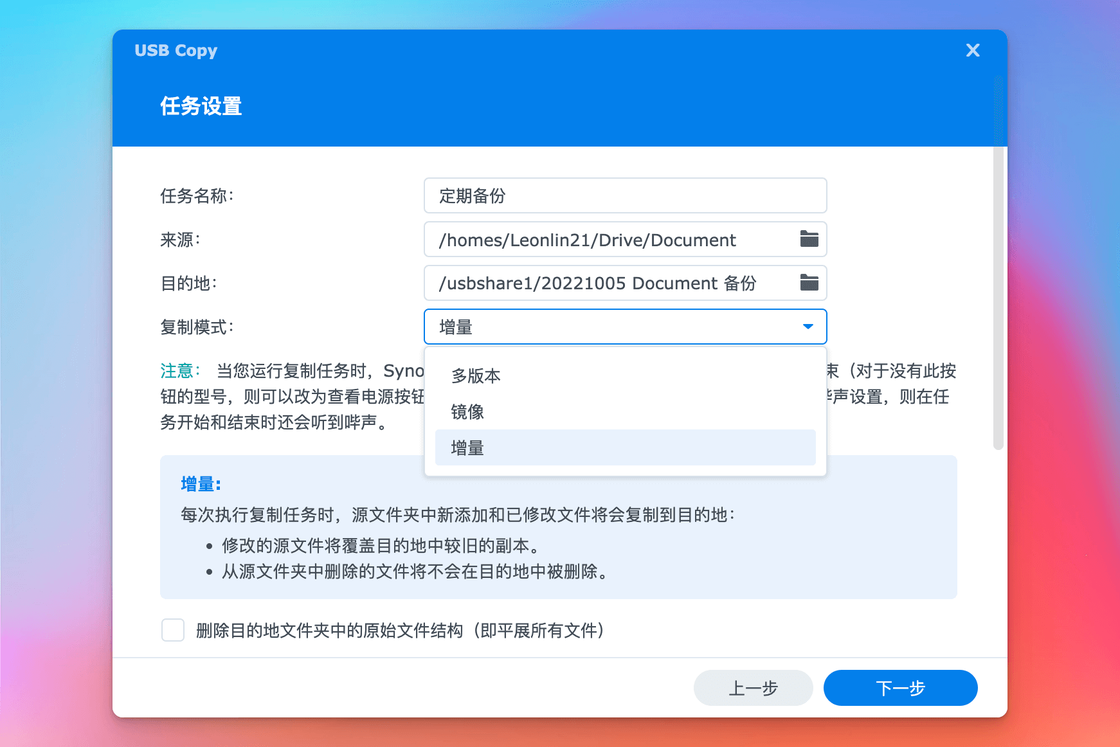 USB Copy
任务设置
任务名称：
定期备份
来源：
/homes/Leonlin21/Drive/Document
目的地：
/usbshare1/20221005 Document 备份
复制模式：
增量
多版本
镜像
增量
注意： 当您运行复制任务时，Syno 束（对于没有此按
钮的型号，则可以改为查看电源按钮 声设置，则在任
务开始和结束时还会听到哔声。
增量：
每次执行复制任务时，源文件夹中新添加和已修改文件将会复制到目的地：
• 修改的源文件将覆盖目的地中较旧的副本。
• 从源文件夹中删除的文件将不会在目的地中被删除。
删除目的地文件夹中的原始文件结构（即平展所有文件）
上一步
下一步